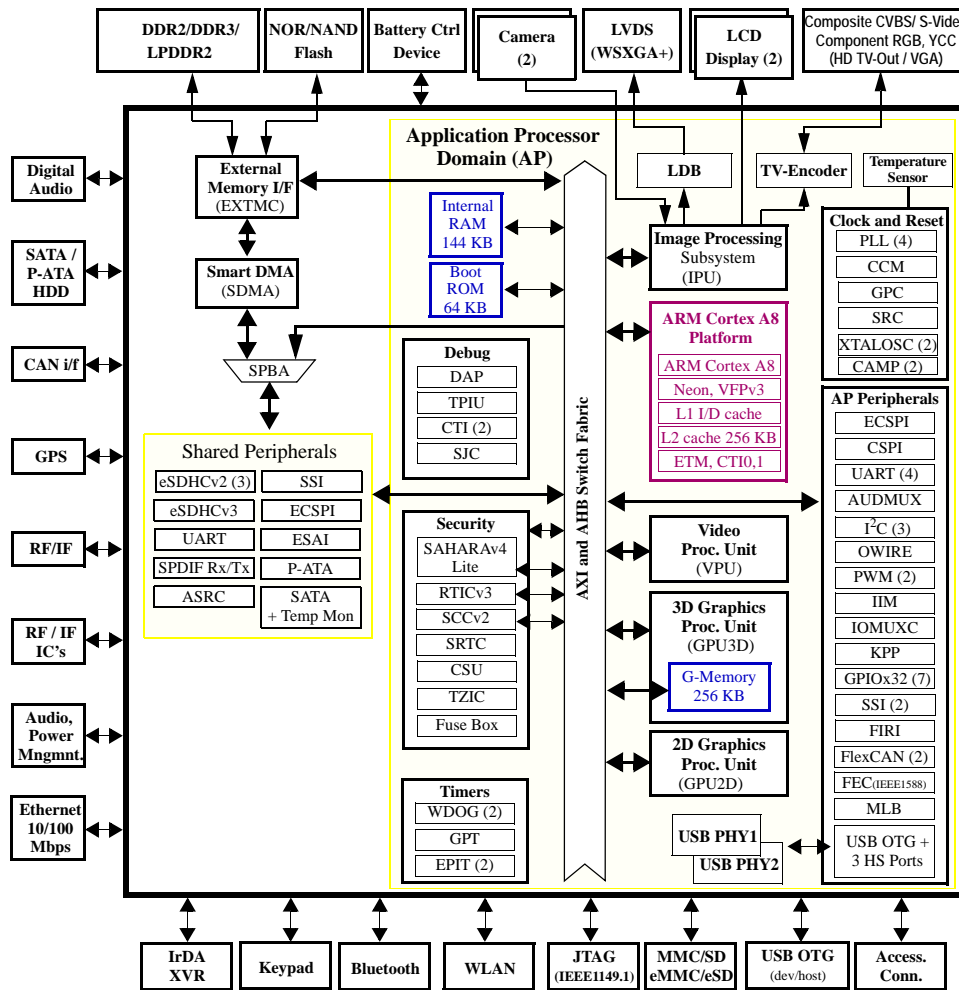 DDR2/DDR3/
LPDDR2
NOR/NAND
Flash
Battery Ctrl
Device
Camera
(2)
LVDS
(WSXGA+)
LCD
Display (2)
Composite CVBS/ S-Vide
Component RGB, YCC
(HD TV-Out / VGA)
Digital
Audio
SATA /
P-ATA
HDD
CAN i/f
GPS
RF/IF
RF / IF
IC's
Audio,
Power
Mngmnt.
Ethernet
10/100
Mbps
Application Processor
Domain (AP)
External
Memory I/F
(EXTMC)
Smart DMA
(SDMA)
SPBA
Shared Peripherals
eSDHCv2 (3)
eSDHCv3
UART
SPDIF Rx/Tx
ASRC
SSI
ECSPI
ESAI
P-ATA
SATA
+ Temp Mon
Internal
RAM
144 KB
Boot
ROM
64 KB
Debug
DAP
TPIU
CTI (2)
SJC
Security
SAHARAv4
Lite
RTICv3
SCCv2
SRTC
CSU
TZIC
Fuse Box
Timers
WDOG (2)
GPT
EPIT (2)
AXI and AHB Switch Fabric
LDB
TV-Encoder
Image Processing
Subsystem
(IPU)
ARM Cortex A8
Platform
ARM Cortex A8
Neon, VFPv3
L1 I/D cache
L2 cache 256 KB
ETM, CTI0,1
Video
Proc. Unit
(VPU)
3D Graphics
Proc. Unit
(GPU3D)
G-Memory
256 KB
2D Graphics
Proc. Unit
(GPU2D)
USB PHY1
USB PHY2
Temperature
Sensor
Clock and Reset
PLL (4)
CCM
GPC
SRC
XTALOSC (2)
CAMP (2)
AP Peripherals
ECSPI
CSPI
UART (4)
AUDMUX
I²C (3)
OWIRE
PWM (2)
IIM
IOMUXC
KPP
GPIOx32 (7)
SSI (2)
FIRI
FlexCAN (2)
FEC(IEEE1588)
MLB
USB OTG +
3 HS Ports
IrDA
XVR
Keypad
Bluetooth
WLAN
JTAG
(IEEE1149.1)
MMC/SD
eMMC/eSD
USB OTG
(dev/host)
Access.
Conn.